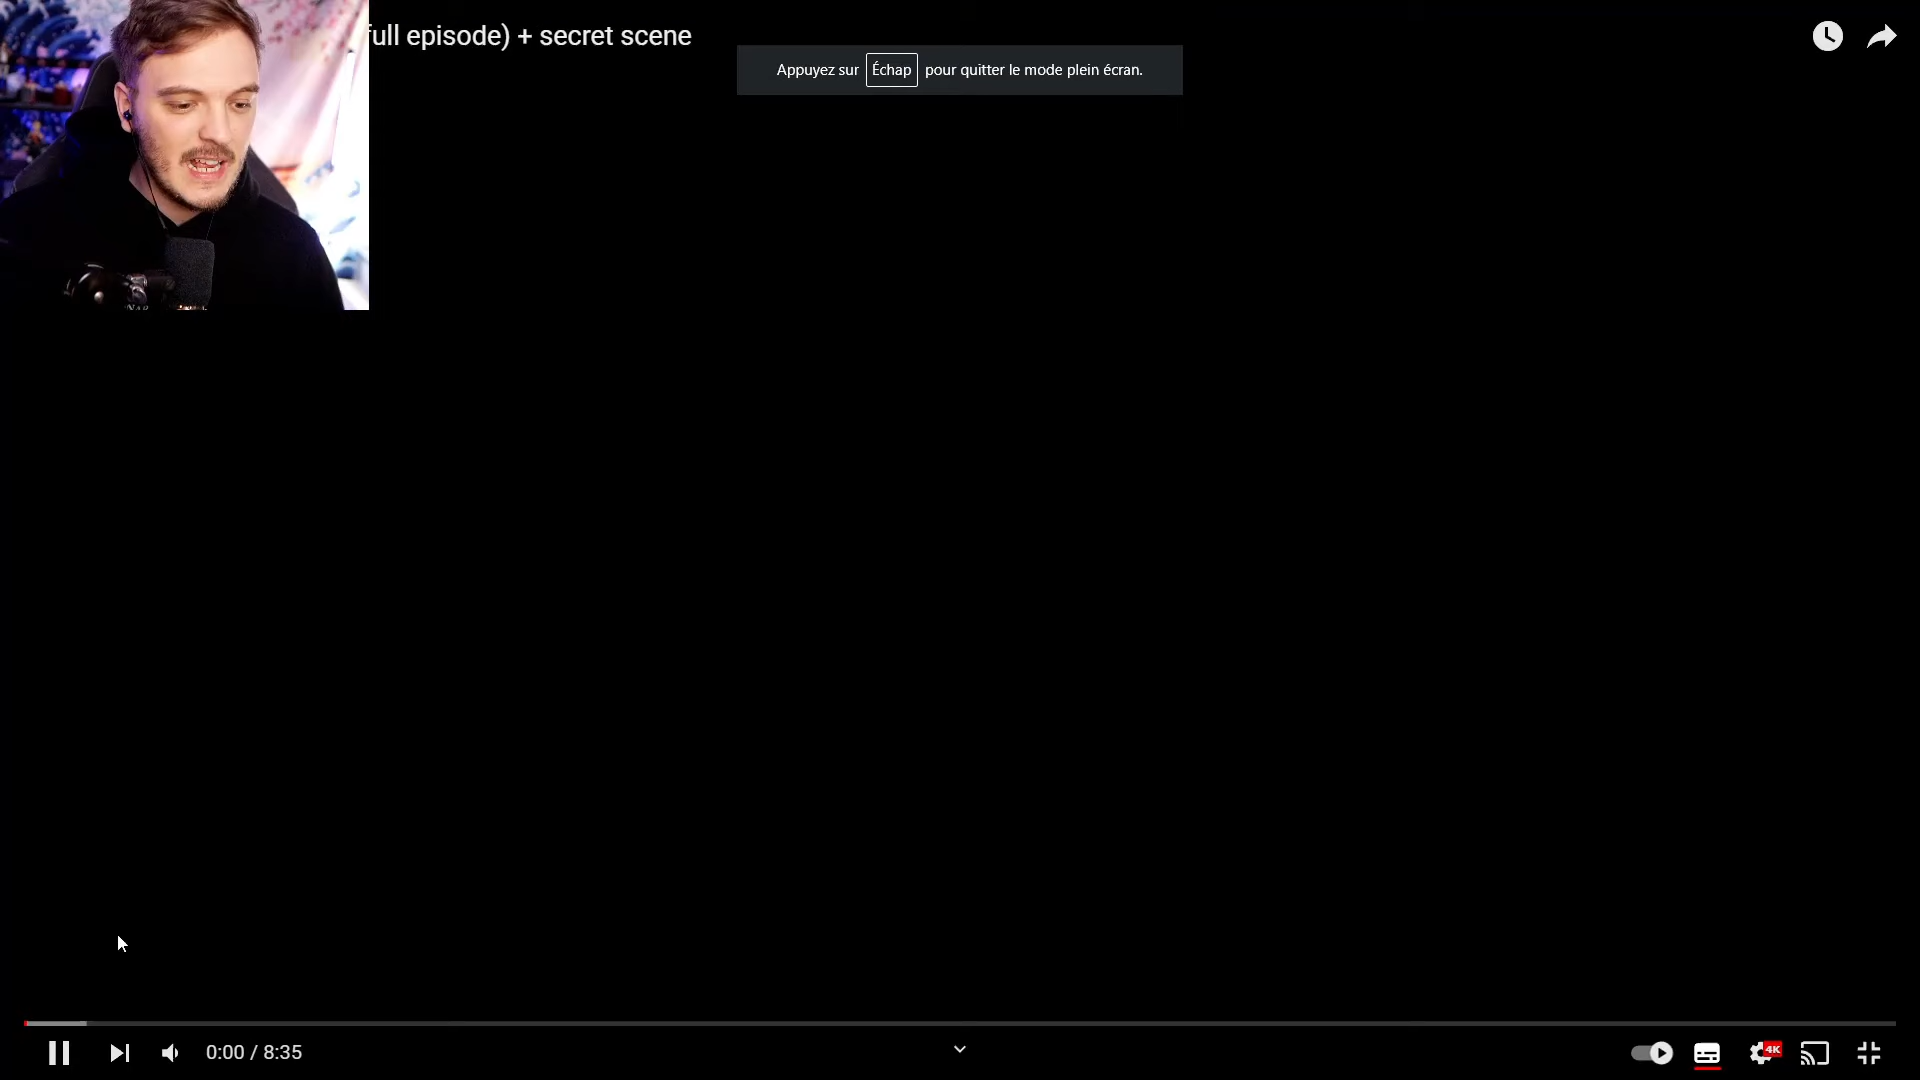 full episode) + secret scene
Appuyez sur Échap pour quitter le mode plein écran.
0:00 / 8:35
4K